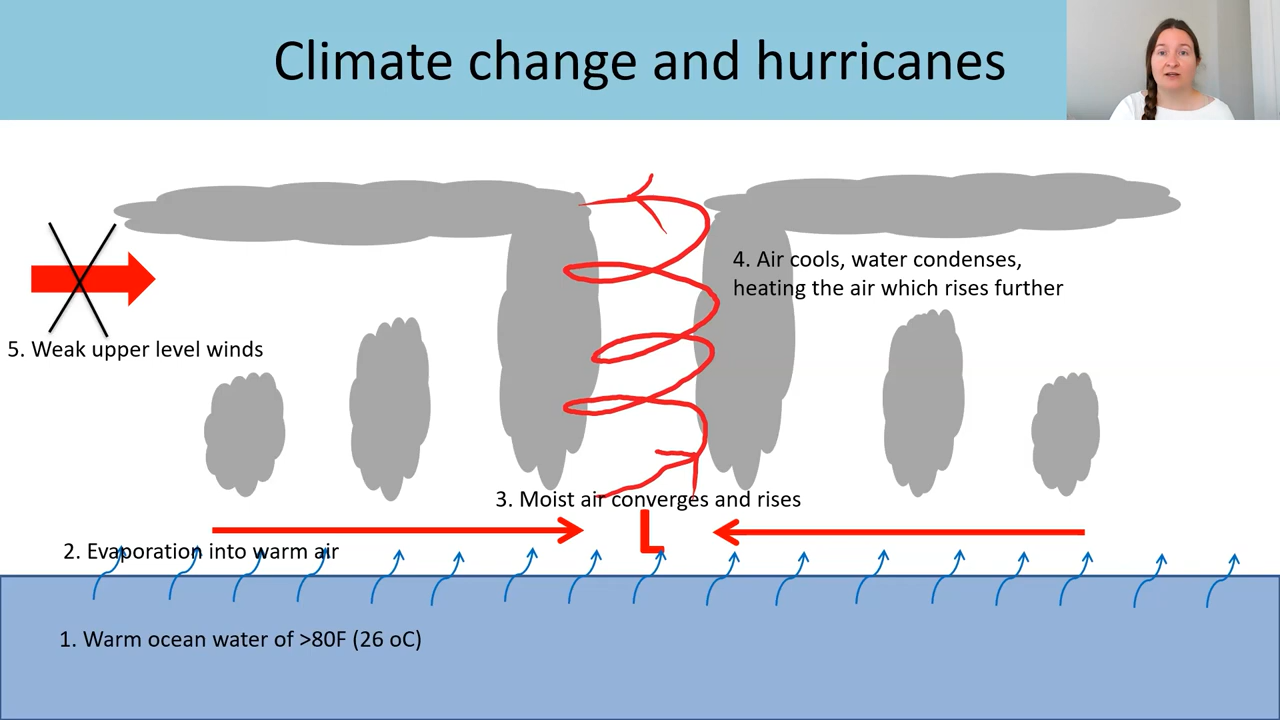 Climate change and hurricanes
4. Air cools, water condenses,
heating the air which rises further
5. Weak upper level winds
3. Moist air converges and rises
L
2. Evaporation into warm air
1. Warm ocean water of >80F (26 oC)